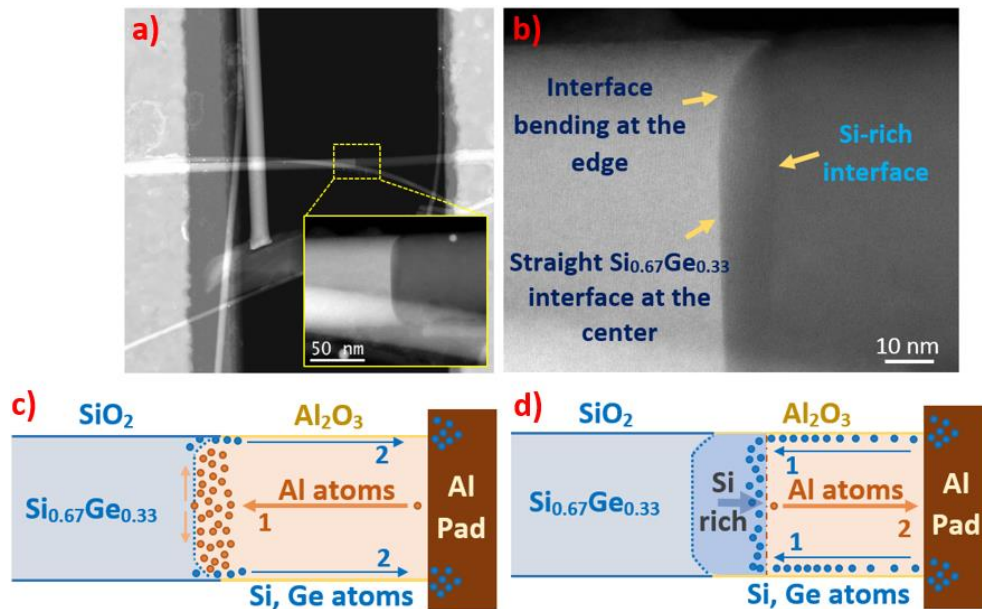 a)
50 nm
b)
Interface
bending at the
edge
Si-rich
interface
Straight Si₀.₆₇Ge₀.₃₃
interface at the
center
10 nm
c)
SiO₂
Al₂O₃
2
Si₀.₆₇Ge₀.₃₃
Al atoms
1
Al
Pad
2
Si, Ge atoms
d)
SiO₂
Al₂O₃
1
Si₀.₆₇Ge₀.₃₃
Si
rich
Al atoms
2
Al
Pad
1
Si, Ge atoms